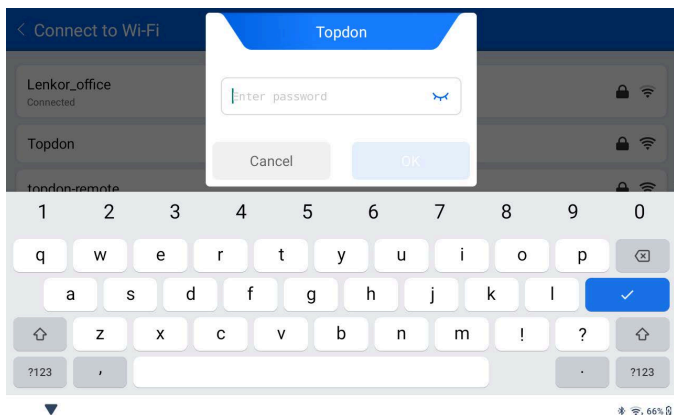 Connect to Wi-Fi
Topdon
Lenkor_office
Connected
Enter password
Topdon
Cancel
OK
topdon-remote
1 2 3 4 5 6 7 8 9 0
q w e r t y u i o p
a s d f g h j k l
z x c v b n m ! ?
?123 , . ?123
66%